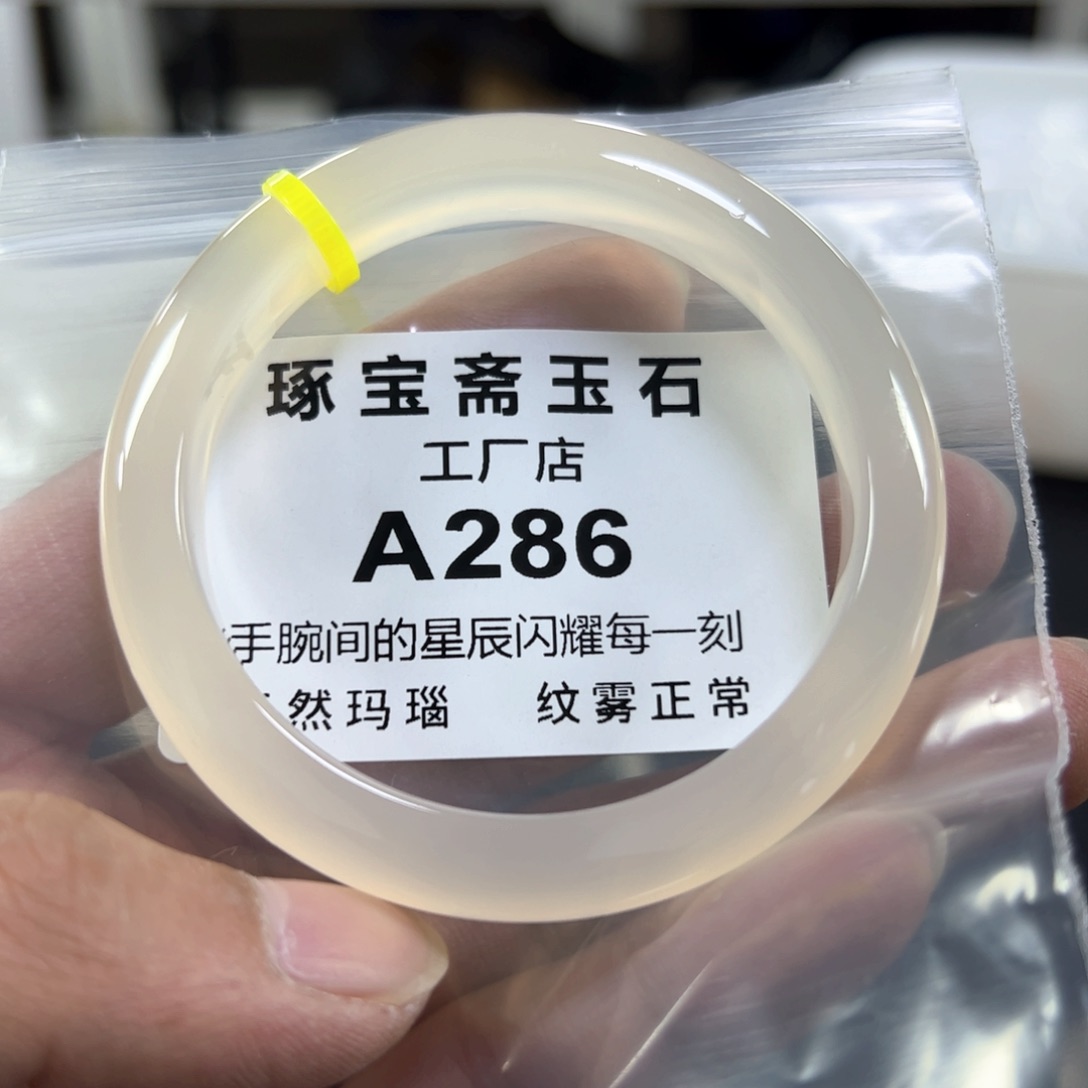 琢宝斋玉石
工厂店
A286
手腕间的星辰闪耀每一刻
然玛瑙 纹雾正常